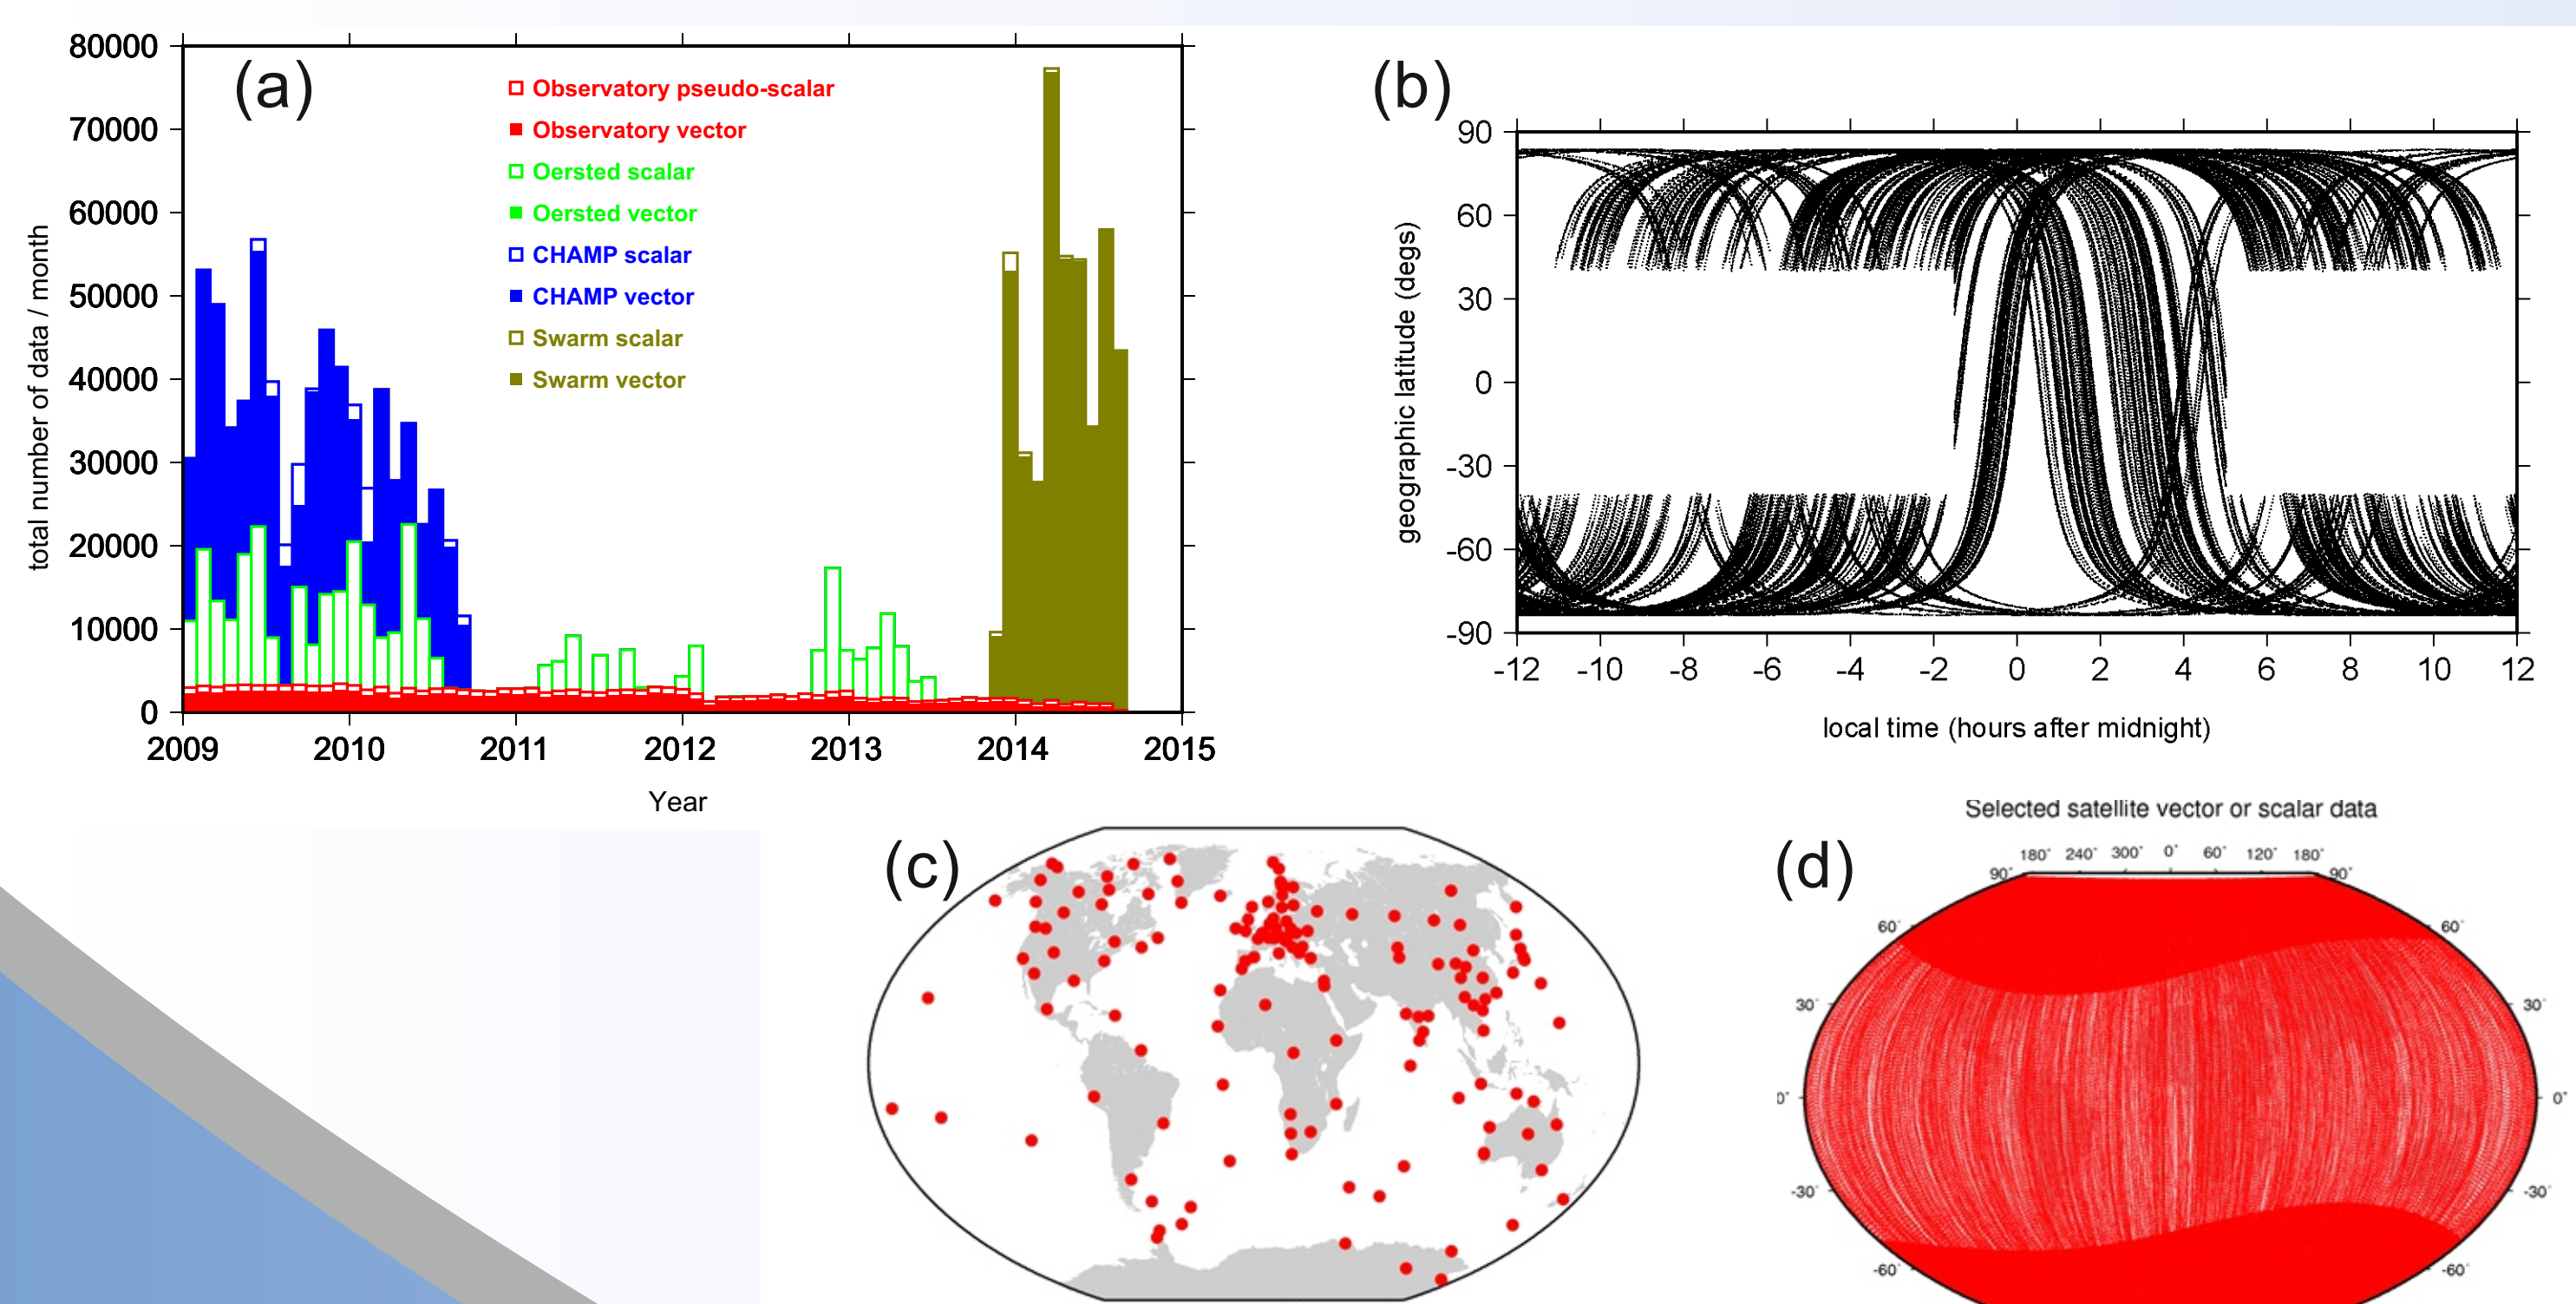 (a)
80000
70000
60000
50000
40000
30000
20000
10000
0
total number of data / month
Observatory pseudo-scalar
Observatory vector
Oersted scalar
Oersted vector
CHAMP scalar
CHAMP vector
Swarm scalar
Swarm vector
2009 2010 2011 2012 2013 2014 2015
Year
(b)
90
60
30
0
-30
-60
-90
geographic latitude (degs)
-12 -10 -8 -6 -4 -2 0 2 4 6 8 10 12
local time (hours after midnight)
(c)
Selected satellite vector or scalar data
(d)
180° 240° 300° 0° 60° 120° 180°
90° 90°
60° 60°
30° 30°
0° 0°
-30° -30°
-60° -60°